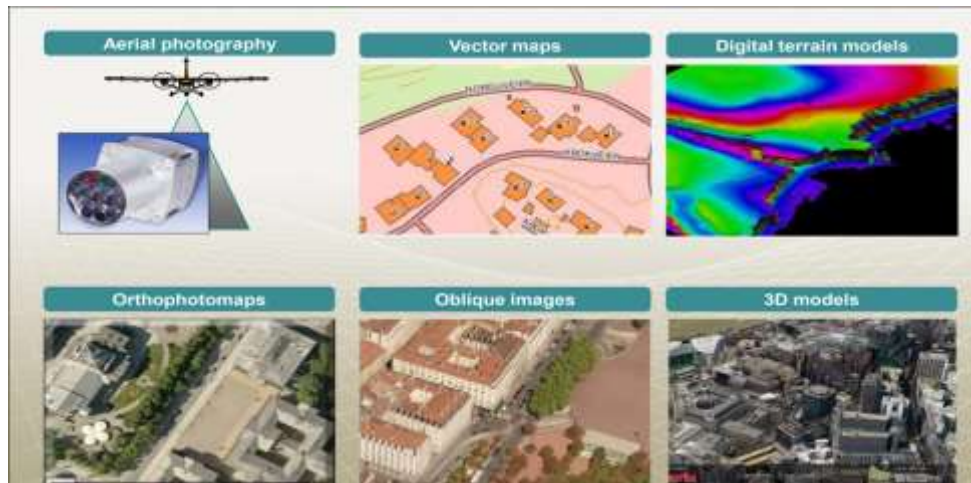 Aerial photography
Vector maps
Digital terrain models
Orthophotomaps
Oblique images
3D models